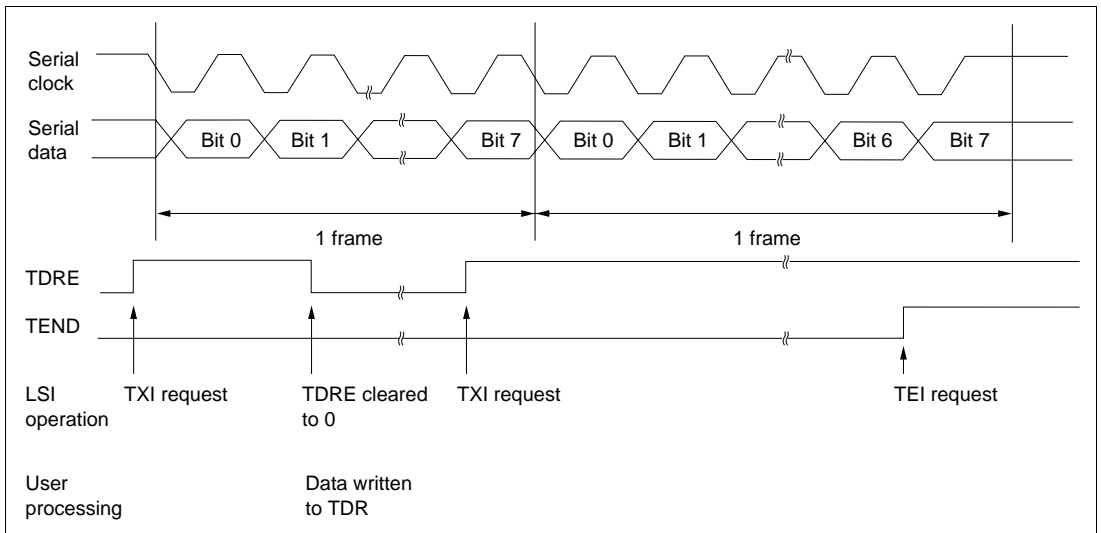 Serial
clock
Serial
data
Bit 0
Bit 1
Bit 7
Bit 0
Bit 1
Bit 6
Bit 7
1 frame
1 frame
TDRE
TEND
LSI
operation
TXI request
TDRE cleared
to 0
TXI request
TEI request
User
processing
Data written
to TDR